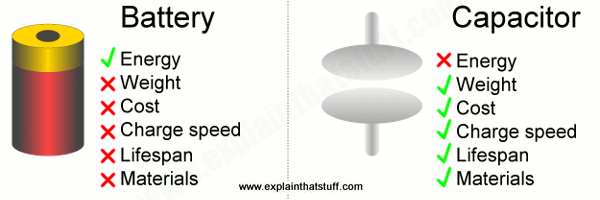 Battery
Energy
Weight
Cost
Charge speed
Lifespan
Materials
Capacitor
Energy
Weight
Cost
Charge speed
Lifespan
Materials
www.explainthatstuff.com